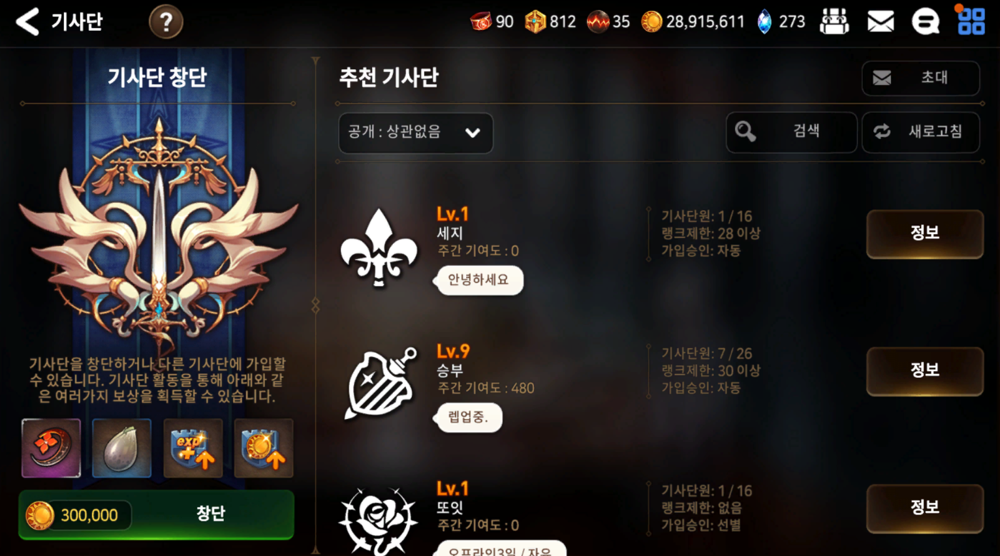 기사단
?
90
812
35
28,915,611
273
기사단 창단
기사단을 창단하거나 다른 기사단에 가입할
수 있습니다. 기사단 활동을 통해 아래와 같
은 여러가지 보상을 획득할 수 있습니다.
exp
300,000
창단
추천 기사단
초대
공개 : 상관없음
검색
새로고침
Lv.1
세지
주간 기여도 : 0
안녕하세요
기사단원: 1 / 16
랭크제한: 28 이상
가입승인: 자동
정보
Lv.9
승부
주간 기여도 : 480
렙업중.
기사단원: 7 / 26
랭크제한: 30 이상
가입승인: 자동
정보
Lv.1
또잇
주간 기여도 : 0
오프라인3일 / 자유
기사단원: 1 / 16
랭크제한: 없음
가입승인: 선별
정보